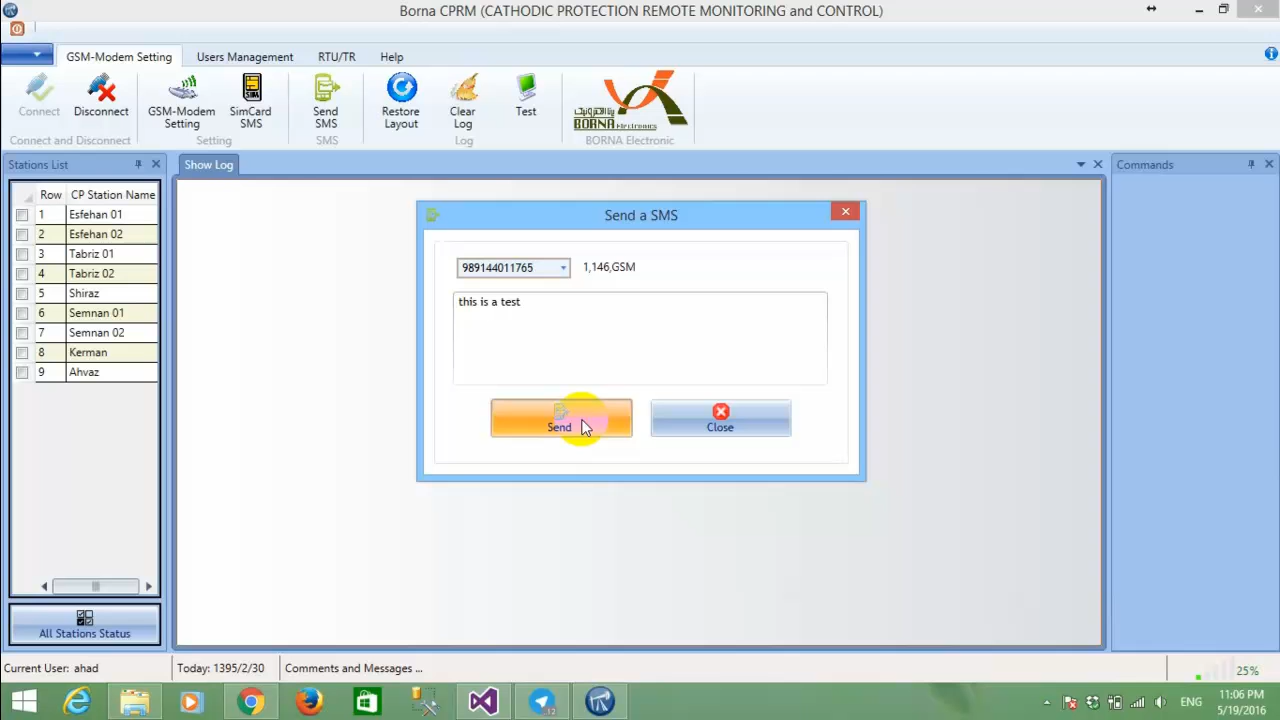 Borna CPRM (CATHODIC PROTECTION REMOTE MONITORING and CONTROL)
GSM-Modem Setting
Users Management
RTU/TR
Help
Connect
Disconnect
GSM-Modem Setting
SimCard SMS
Send SMS
Restore Layout
Clear Log
Test
برنا الکترونیک
BORNA Electronics
Connect and Disconnect
Setting
SMS
Log
BORNA Electronic
Stations List
Show Log
Commands
Row CP Station Name
1 Esfehan 01
2 Esfehan 02
3 Tabriz 01
4 Tabriz 02
5 Shiraz
6 Semnan 01
7 Semnan 02
8 Kerman
9 Ahvaz
All Stations Status
Send a SMS
989144011765
1,146,GSM
this is a test
Send
Close
Current User: ahad
Today: 1395/2/30
Comments and Messages ...
25%
12
ENG
11:06 PM
5/19/2016